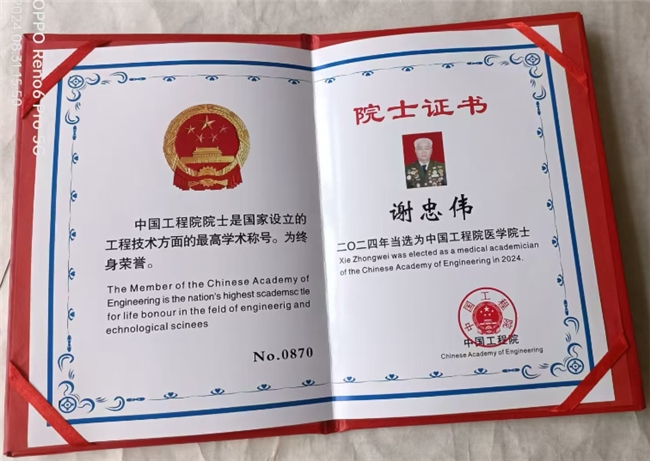 中国工程院院士是国家设立的
工程技术方面的最高学术称号。为终
身荣誉。
The Member of the Chinese Academy of
Engineering is the nation's highest scademsc tle
for life bonour in the feld of engineerig and
echnological scinees
No.0870
院士证书
谢忠伟
二〇二四年当选为中国工程院医学院士
Xie Zhongwei was elected as a medical academician
of the Chinese Academy of Engineering in 2024.
中国工程院
中国工程院
Chinese Academy of Engineering
OPPO Reno6 Pro 5G